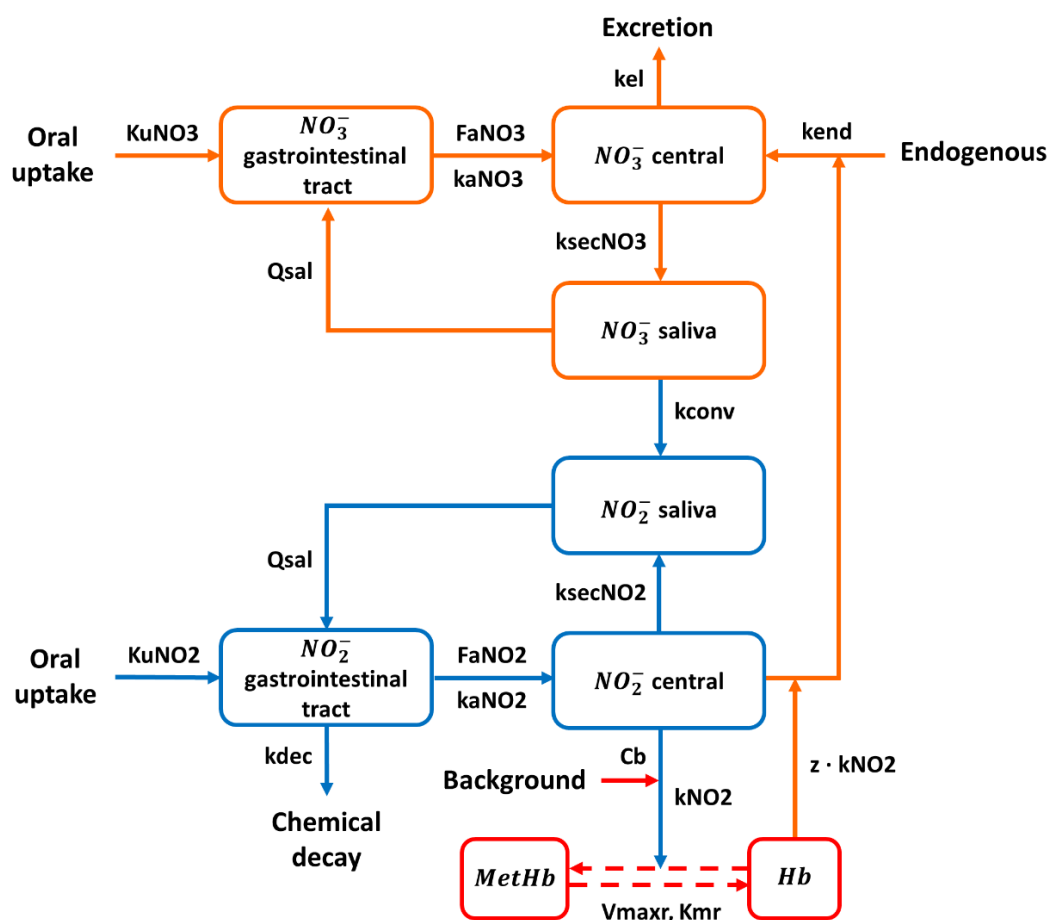 Excretion
kel
Oral
uptake
KuNO3
NO₃⁻
gastrointestinal
tract
FaNO3
kaNO3
NO₃⁻ central
kend
Endogenous
ksecNO3
Qsal
NO₃⁻ saliva
kconv
NO₂⁻ saliva
Qsal
ksecNO2
Oral
uptake
KuNO2
NO₂⁻
gastrointestinal
tract
FaNO2
kaNO2
NO₂⁻ central
kdec
Cb
Background
kNO2
z · kNO2
Chemical
decay
MetHb
Hb
Vmaxr, Kmr